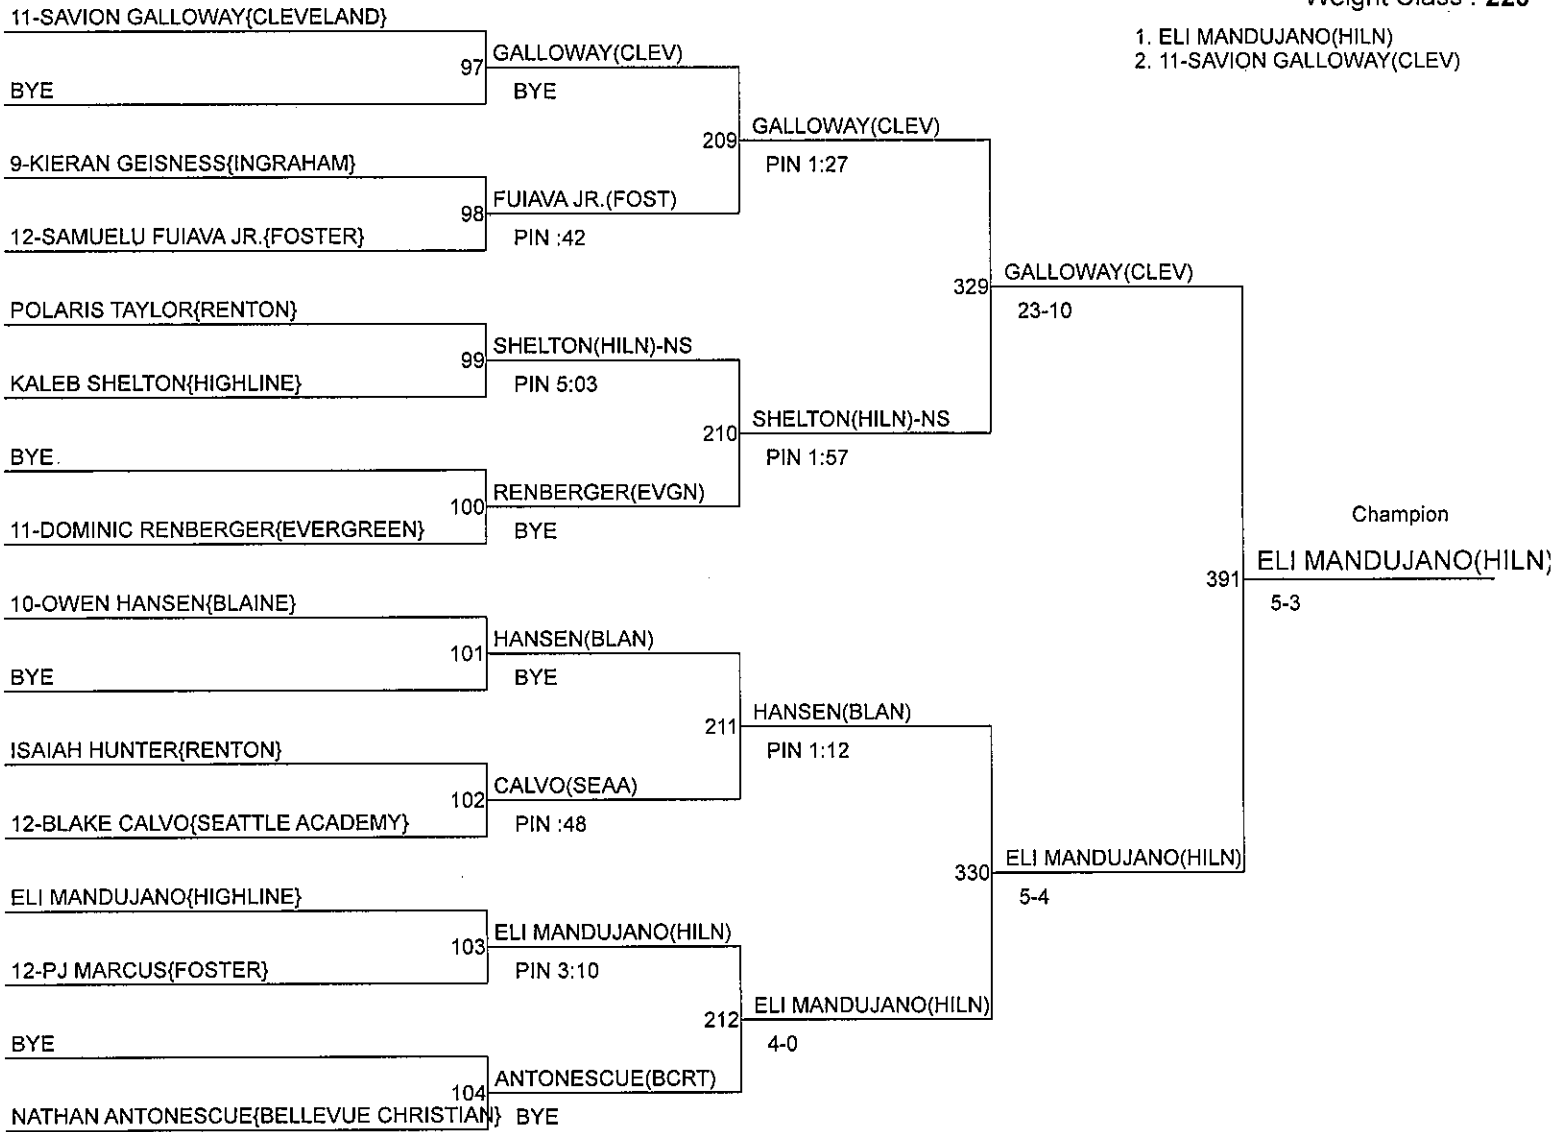 11-SAVION GALLOWAY{CLEVELAND}
1. ELI MANDUJANO(HILN)
2. 11-SAVION GALLOWAY(CLEV)
97
GALLOWAY(CLEV)
BYE
BYE
209
GALLOWAY(CLEV)
PIN 1:27
9-KIERAN GEISNESS{INGRAHAM}
98
FUIAVA JR.(FOST)
PIN :42
12-SAMUELU FUIAVA JR.{FOSTER}
329
GALLOWAY(CLEV)
23-10
POLARIS TAYLOR{RENTON}
99
SHELTON(HILN)-NS
PIN 5:03
KALEB SHELTON{HIGHLINE}
210
SHELTON(HILN)-NS
PIN 1:57
BYE
100
RENBERGER(EVGN)
BYE
11-DOMINIC RENBERGER{EVERGREEN}
Champion
391
ELI MANDUJANO(HILN)
5-3
10-OWEN HANSEN{BLAINE}
101
HANSEN(BLAN)
BYE
BYE
211
HANSEN(BLAN)
PIN 1:12
ISAIAH HUNTER{RENTON}
102
CALVO(SEAA)
PIN :48
12-BLAKE CALVO{SEATTLE ACADEMY}
330
ELI MANDUJANO(HILN)
5-4
ELI MANDUJANO{HIGHLINE}
103
ELI MANDUJANO(HILN)
PIN 3:10
12-PJ MARCUS{FOSTER}
212
ELI MANDUJANO(HILN)
4-0
BYE
104
ANTONESCUE(BCRT)
BYE
NATHAN ANTONESCUE{BELLEVUE CHRISTIAN}